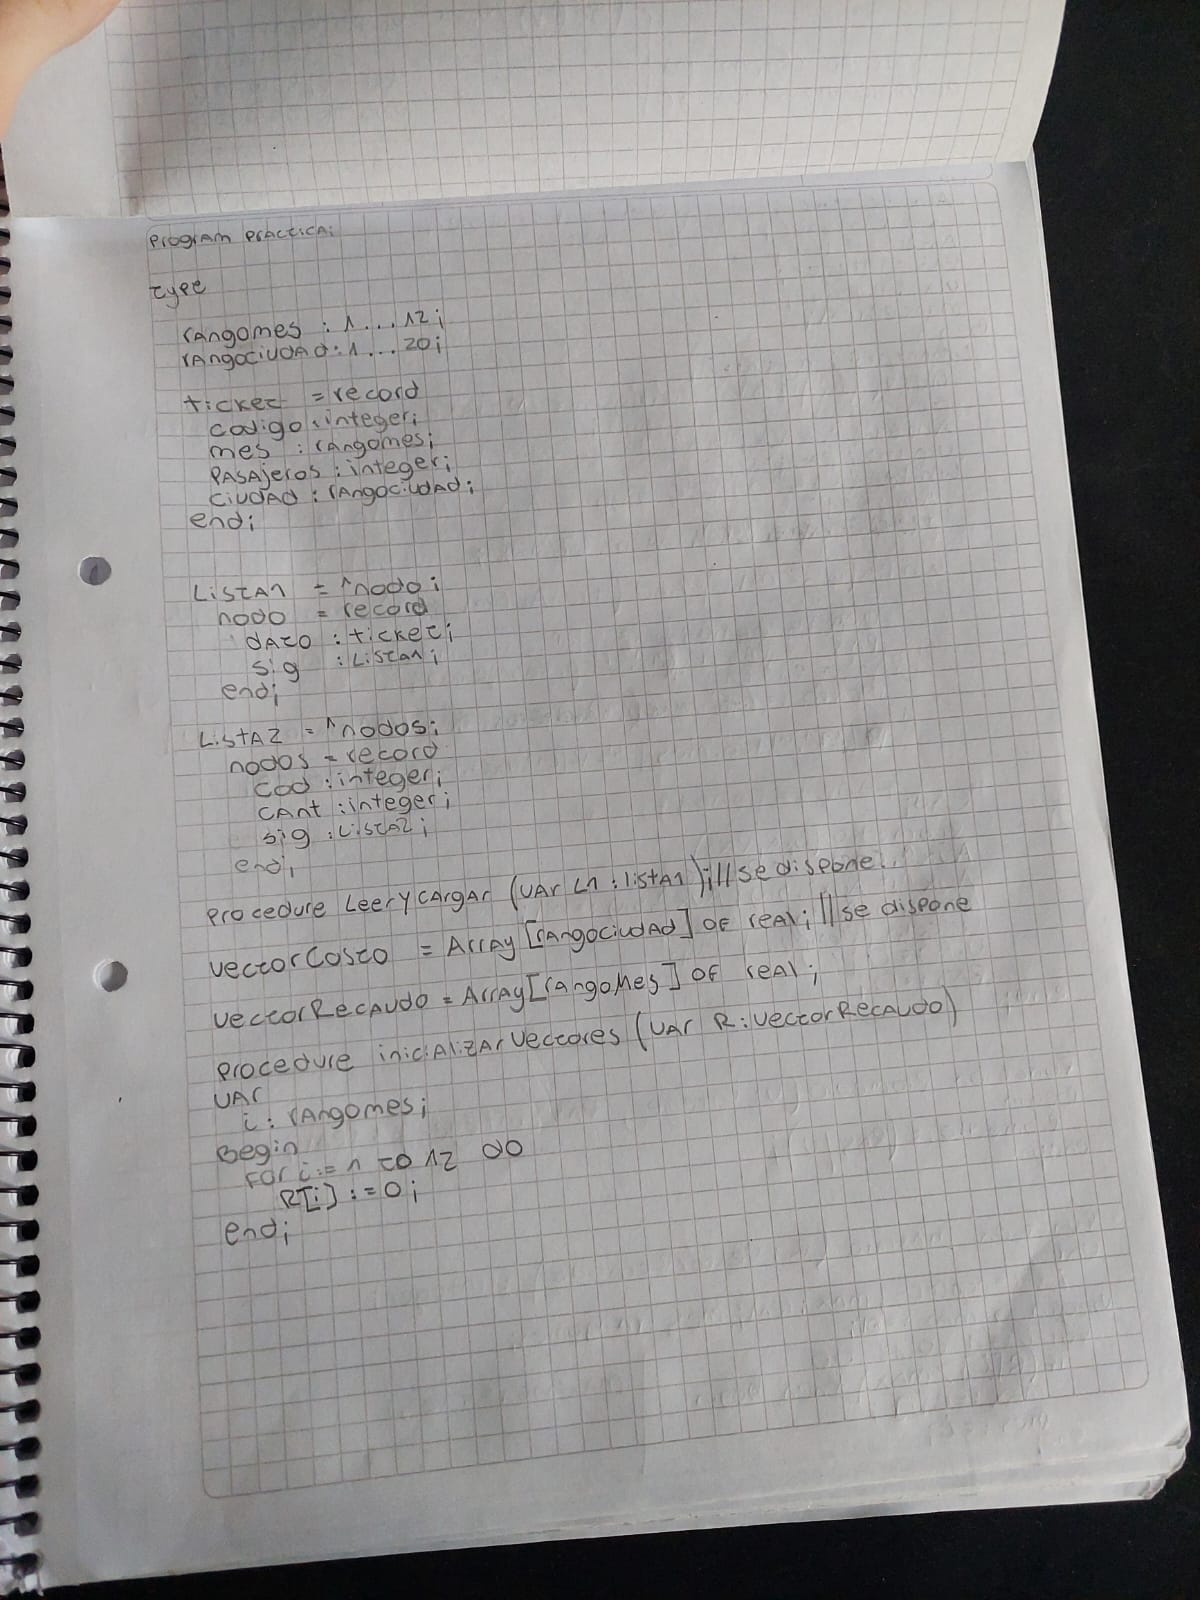 Program Practica;
type
rangomes : 1...12;
rangociudad: 1...20;
ticket = record
codigo :integer;
mes : rangomes;
Pasajeros : integer;
ciudad : rangociudad;
end;
Lista1 = ^nodo;
nodo = record
dato : ticket;
sig : Lista1;
end;
Lista2 = ^nodos;
nodos = record
cod :integer;
cant :integer;
sig :Lista2;
end;
Procedure LeerYCargar (var L1 : lista1); //se dispone.
vectorCosto = Array [rangociudad] of real; //se dispone
vectorRecaudo = Array[rangoMes] of real;
Procedure inicializarVectores (var R: vectorRecaudo)
var
i: rangomes;
Begin
For i:= 1 to 12 do
R[i] :=0;
end;